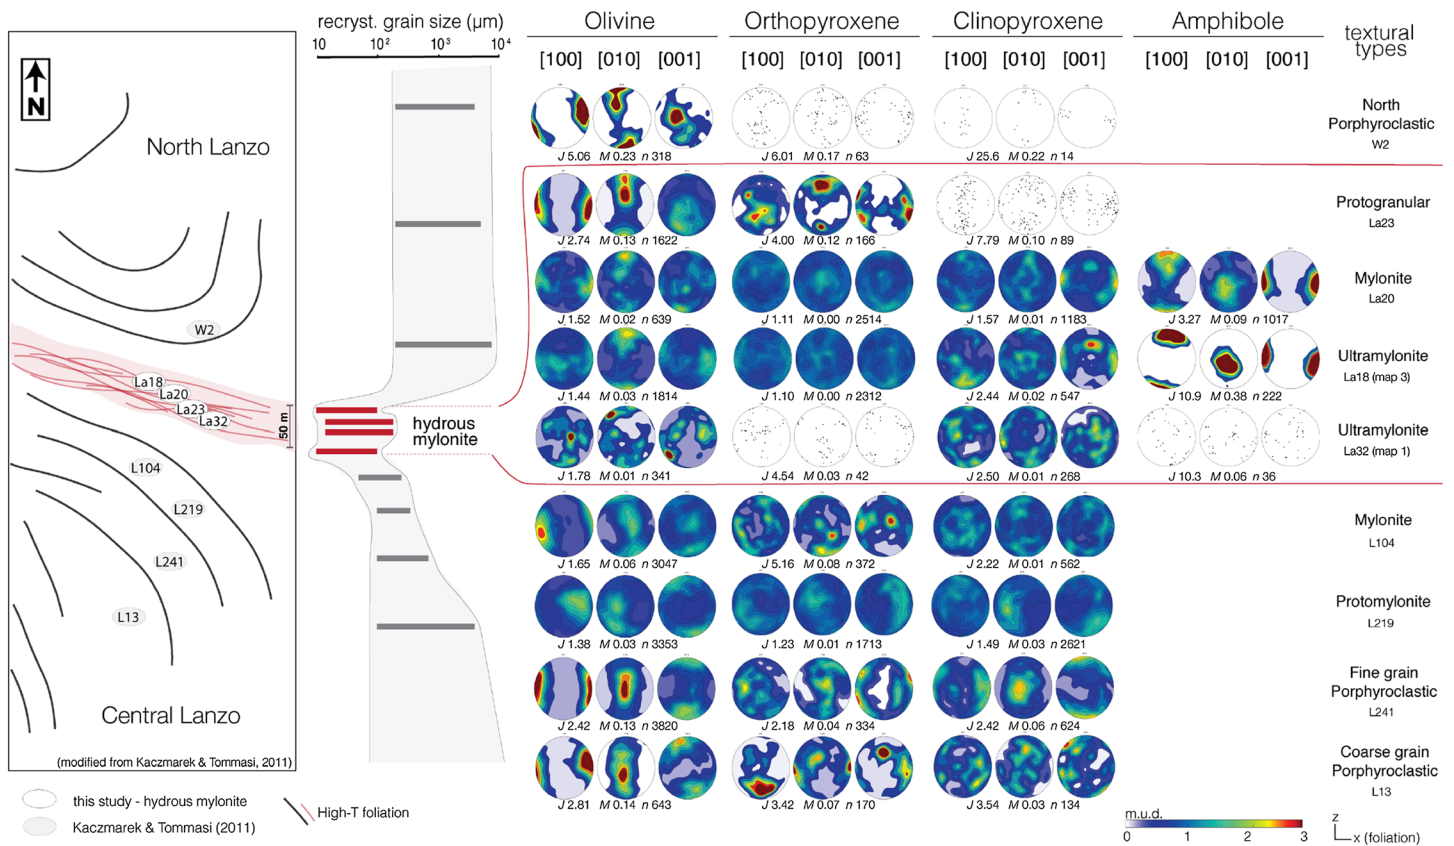 recryst. grain size (μm)
10 10² 10³ 10⁴
Olivine Orthopyroxene Clinopyroxene Amphibole textural types
[100] [010] [001] [100] [010] [001] [100] [010] [001] [100] [010] [001]
N
North Lanzo
W2
La18
La20
La23
La32
50 m
L104
L219
L241
L13
Central Lanzo
(modified from Kaczmarek & Tommasi, 2011)
this study - hydrous mylonite
Kaczmarek & Tommasi (2011)
High-T foliation
hydrous
mylonite
North
Porphyroclastic
W2
J 5.06 M 0.23 n 318 J 6.01 M 0.17 n 63 J 25.6 M 0.22 n 14
Protogranular
La23
J 2.74 M 0.13 n 1622 J 4.00 M 0.12 n 166 J 7.79 M 0.10 n 89
Mylonite
La20
J 1.52 M 0.02 n 639 J 1.11 M 0.00 n 2514 J 1.57 M 0.01 n 1183 J 3.27 M 0.09 n 1017
Ultramylonite
La18 (map 3)
J 1.44 M 0.03 n 1814 J 1.10 M 0.00 n 2312 J 2.44 M 0.02 n 547 J 10.9 M 0.38 n 222
Ultramylonite
La32 (map 1)
J 1.78 M 0.01 n 341 J 4.54 M 0.03 n 42 J 2.50 M 0.01 n 268 J 10.3 M 0.06 n 36
Mylonite
L104
J 1.65 M 0.06 n 3047 J 5.16 M 0.08 n 372 J 2.22 M 0.01 n 562
Protomylonite
L219
J 1.38 M 0.03 n 3353 J 1.23 M 0.01 n 1713 J 1.49 M 0.03 n 2621
Fine grain
Porphyroclastic
L241
J 2.42 M 0.13 n 3820 J 2.18 M 0.04 n 334 J 2.42 M 0.06 n 624
Coarse grain
Porphyroclastic
L13
J 2.81 M 0.14 n 643 J 3.42 M 0.07 n 170 J 3.54 M 0.03 n 134
m.u.d.
0 1 2 3
z
x (foliation)